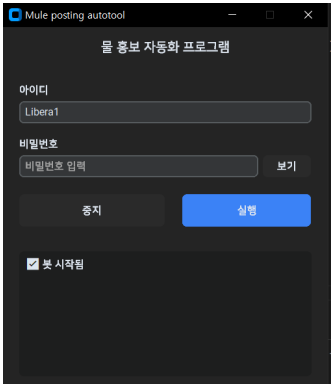 Mule posting autotool
물 홍보 자동화 프로그램
아이디
Libera1
비밀번호
비밀번호 입력
보기
중지
실행
봇 시작됨